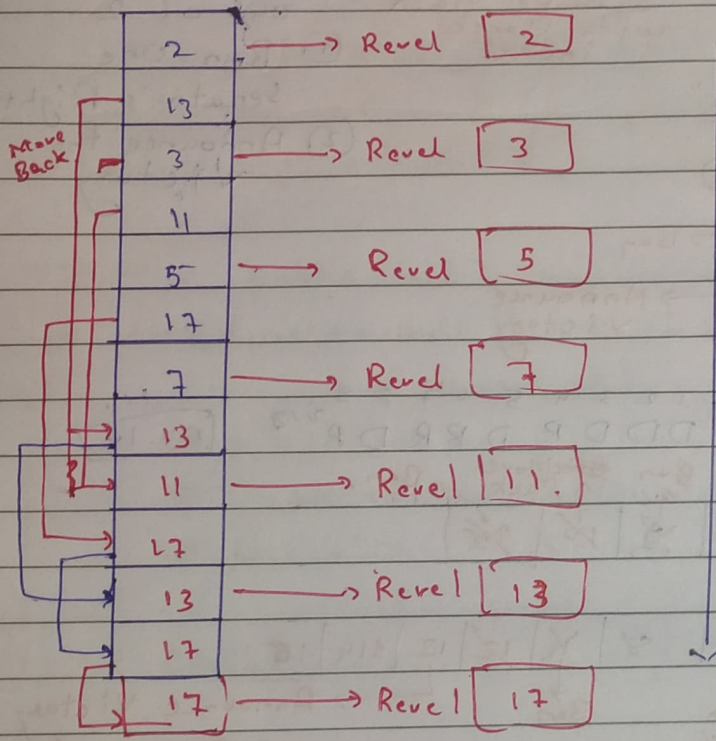 2 Revel 2
13
Move
Back
3 Revel 3
11
5 Revel 5
17
7 Revel 7
13
11 Revel 11.
17
13 Revel 13
17
17 Revel 17